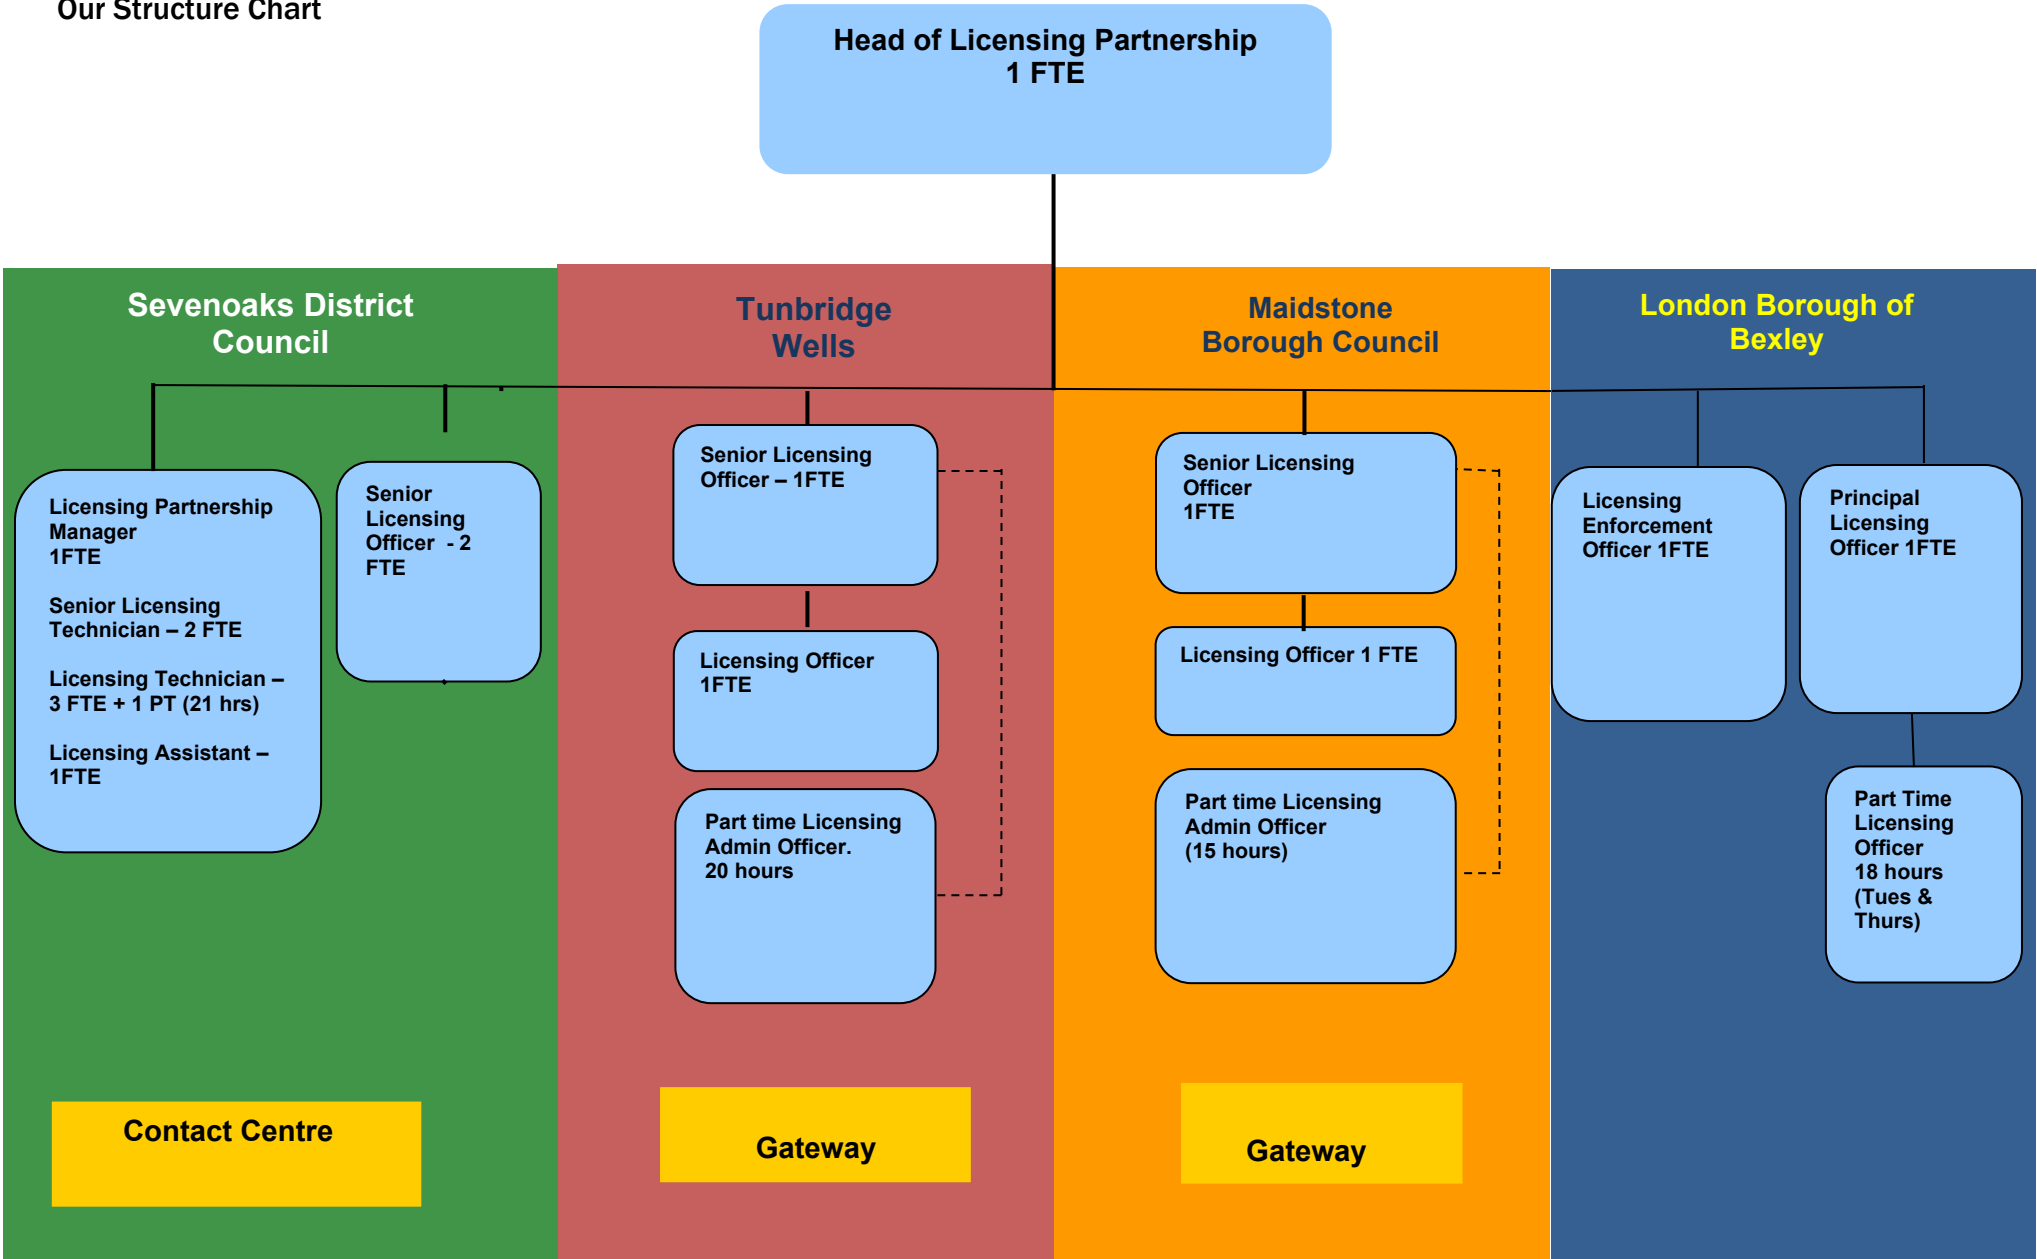 Our Structure Chart
Head of Licensing Partnership
1 FTE
Sevenoaks District
Council
Licensing Partnership
Manager
1FTE
Senior Licensing
Technician – 2 FTE
Licensing Technician –
3 FTE + 1 PT (21 hrs)
Licensing Assistant –
1FTE
Senior
Licensing
Officer  - 2
FTE
Contact Centre
Tunbridge
Wells
Senior Licensing
Officer – 1FTE
Licensing Officer
1FTE
Part time Licensing
Admin Officer.
20 hours
Gateway
Maidstone
Borough Council
Senior Licensing
Officer
1FTE
Licensing Officer 1 FTE
Part time Licensing
Admin Officer
(15 hours)
Gateway
London Borough of
Bexley
Licensing
Enforcement
Officer 1FTE
Principal
Licensing
Officer 1FTE
Part Time
Licensing
Officer
18 hours
(Tues &
Thurs)